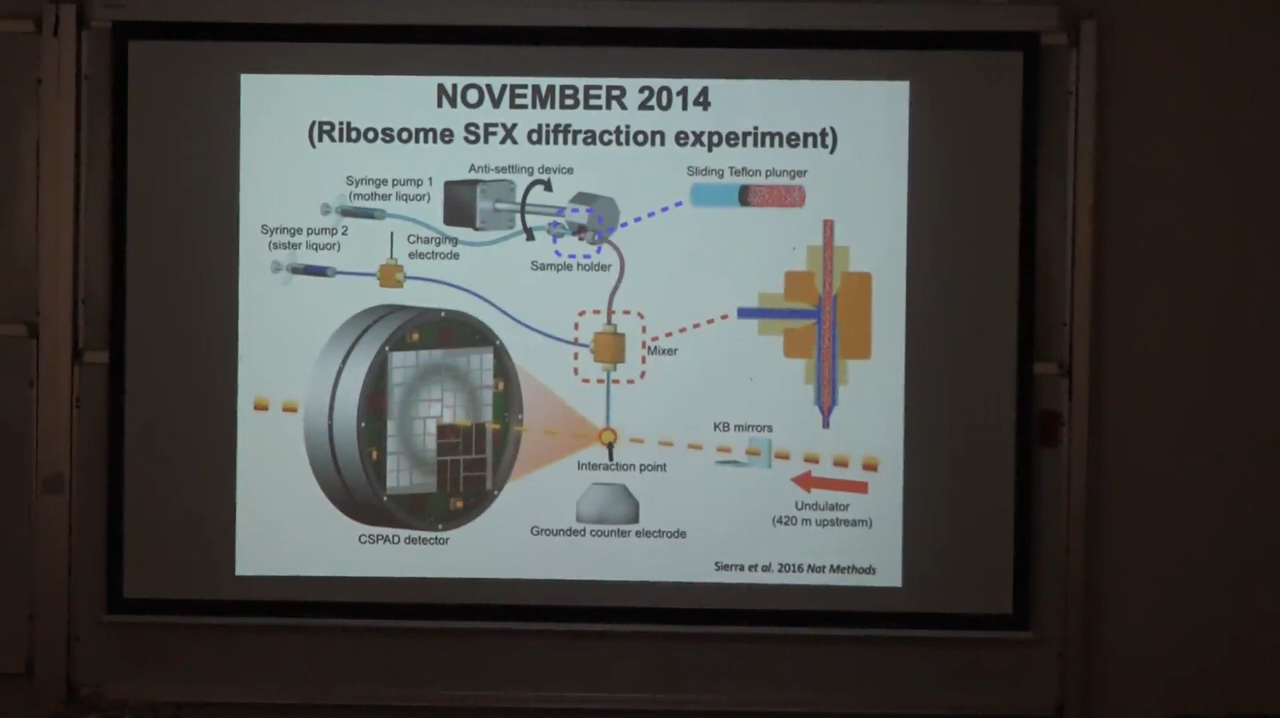 NOVEMBER 2014
(Ribosome SFX diffraction experiment)
Anti-settling device
Sliding Teflon plunger
Syringe pump 1
(mother liquor)
Syringe pump 2
(sister liquor)
Charging
electrode
Sample holder
Mixer
KB mirrors
Interaction point
Undulator
(420 m upstream)
Grounded counter electrode
CSPAD detector
Sierra et al. 2016 Nat Methods